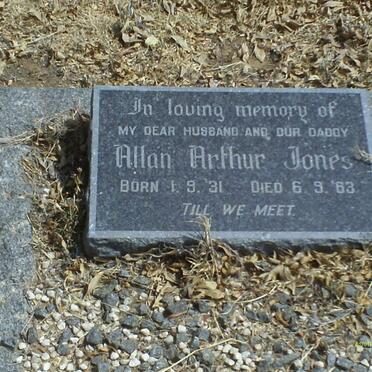 In loving memory of
MY DEAR HUSBAND AND OUR DADDY
Allan Arthur Jones
BORN 1. 9. '31 DIED 6. 9. '63
TILL WE MEET.